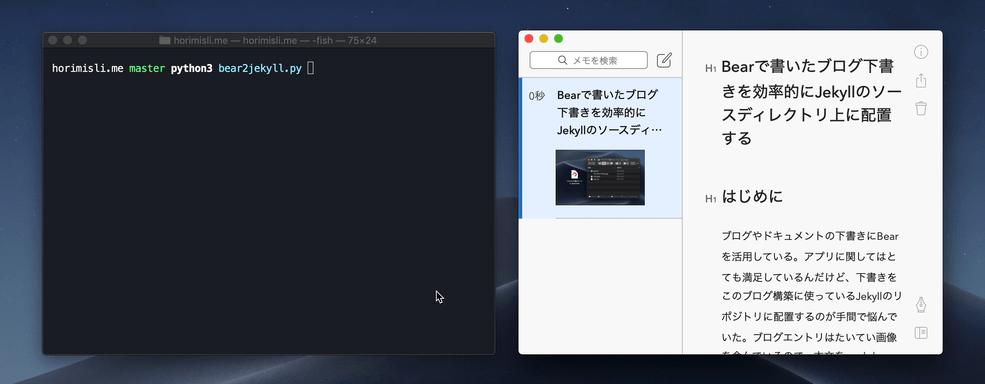 horimisli.me — horimisli.me — -fish — 75×24
horimisli.me master python3 bear2jekyll.py
メモを検索
0秒
Bearで書いたブログ
下書きを効率的に
Jekyllのソースディ…
H1 Bearで書いたブログ下書
きを効率的にJekyllのソー
スディレクトリ上に配置
する
H1 はじめに
ブログやドキュメントの下書きにBear
を活用している。アプリに関してはと
ても満足しているんだけど、下書きを
このブログ構築に使っているJekyllのリ
ポジトリに配置するのが手間で悩んで
いた。ブログエントリはたいてい画像